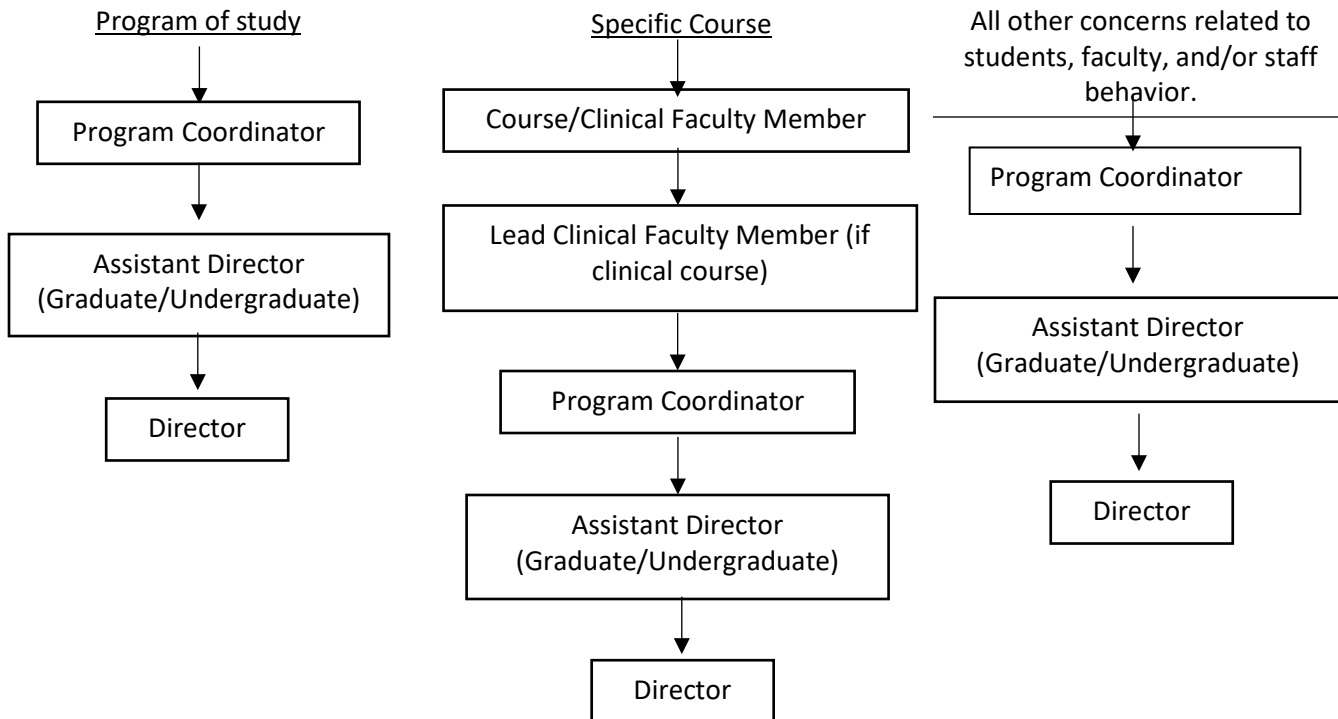 Program of study
Program Coordinator
Assistant Director
(Graduate/Undergraduate)
Director
Specific Course
Course/Clinical Faculty Member
Lead Clinical Faculty Member (if
clinical course)
Program Coordinator
Assistant Director
(Graduate/Undergraduate)
Director
All other concerns related to
students, faculty, and/or staff
behavior.
Program Coordinator
Assistant Director
(Graduate/Undergraduate)
Director